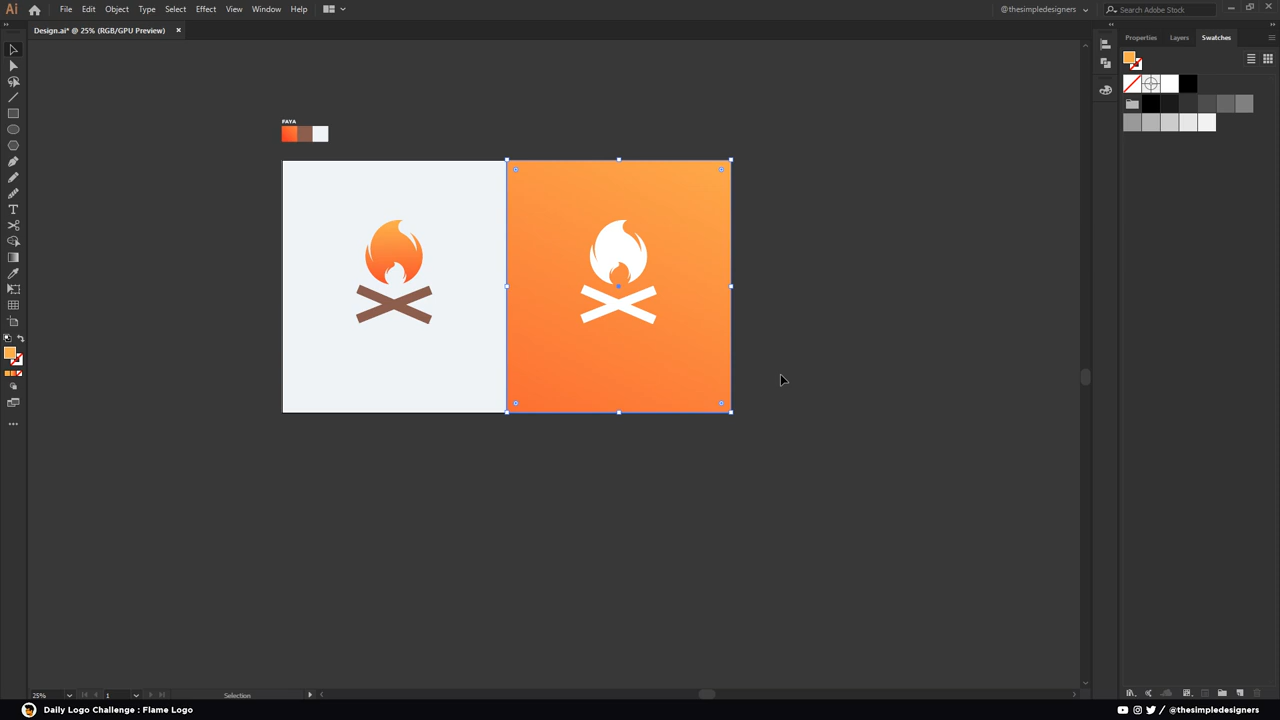 Ai File Edit Object Type Select Effect View Window Help @thesimpledesigners Search Adobe Stock
Design.ai* @ 25% (RGB/GPU Preview)
Properties Layers Swatches
FAYA
25% 1 Selection
Daily Logo Challenge : Flame Logo @thesimpledesigners